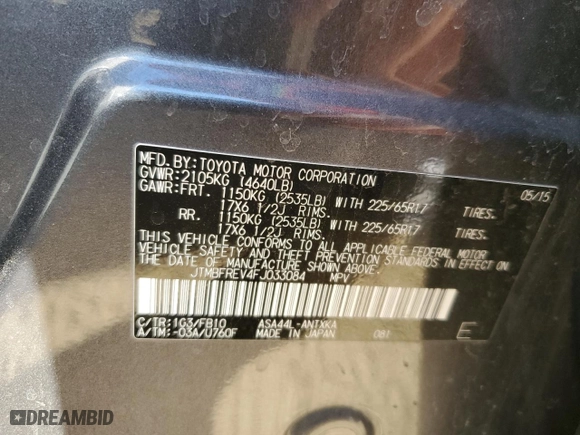 MFD. BY: TOYOTA MOTOR CORPORATION 05/15
GVWR: 2105KG (4640LB)
GAWR: FRT. 1150KG (2535LB) WITH 225/65R17 TIRES.
17X6 1/2J RIMS.
RR. 1150KG (2535LB) WITH 225/65R17 TIRES.
17X6 1/2J RIMS.
THIS VEHICLE CONFORMS TO ALL APPLICABLE FEDERAL MOTOR
VEHICLE SAFETY, BUMPER AND THEFT PREVENTION STANDARDS IN EFFECT ON
THE DATE OF MANUFACTURE SHOWN ABOVE.
JTMBFREV4FJ033084 MPV
C/TR: 1G3/FB10 ASA44L-ANTXKA
A/TM: -03A/U760F MADE IN JAPAN 081 E
DREAMBID